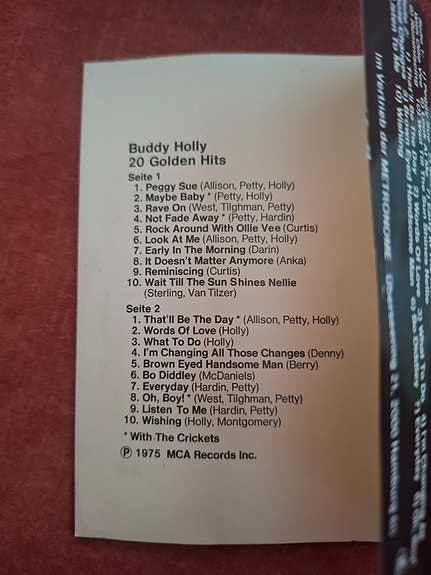 Buddy Holly
20 Golden Hits
Seite 1
1. Peggy Sue (Allison, Petty, Holly)
2. Maybe Baby * (Petty, Holly)
3. Rave On (West, Tilghman, Petty)
4. Not Fade Away * (Petty, Hardin)
5. Rock Around With Ollie Vee (Curtis)
6. Look At Me (Allison, Petty, Holly)
7. Early In The Morning (Darin)
8. It Doesn't Matter Anymore (Anka)
9. Reminiscing (Curtis)
10. Wait Till The Sun Shines Nellie
(Sterling, Van Tilzer)
Seite 2
1. That'll Be The Day * (Allison, Petty, Holly)
2. Words Of Love (Holly)
3. What To Do (Holly)
4. I'm Changing All Those Changes (Denny)
5. Brown Eyed Handsome Man (Berry)
6. Bo Diddley (McDaniels)
7. Everyday (Hardin, Petty)
8. Oh, Boy! * (West, Tilghman, Petty)
9. Listen To Me (Hardin, Petty)
10. Wishing (Holly, Montgomery)
* With The Crickets
Ⓟ 1975 MCA Records Inc.
Im Vertrieb der METRONOME